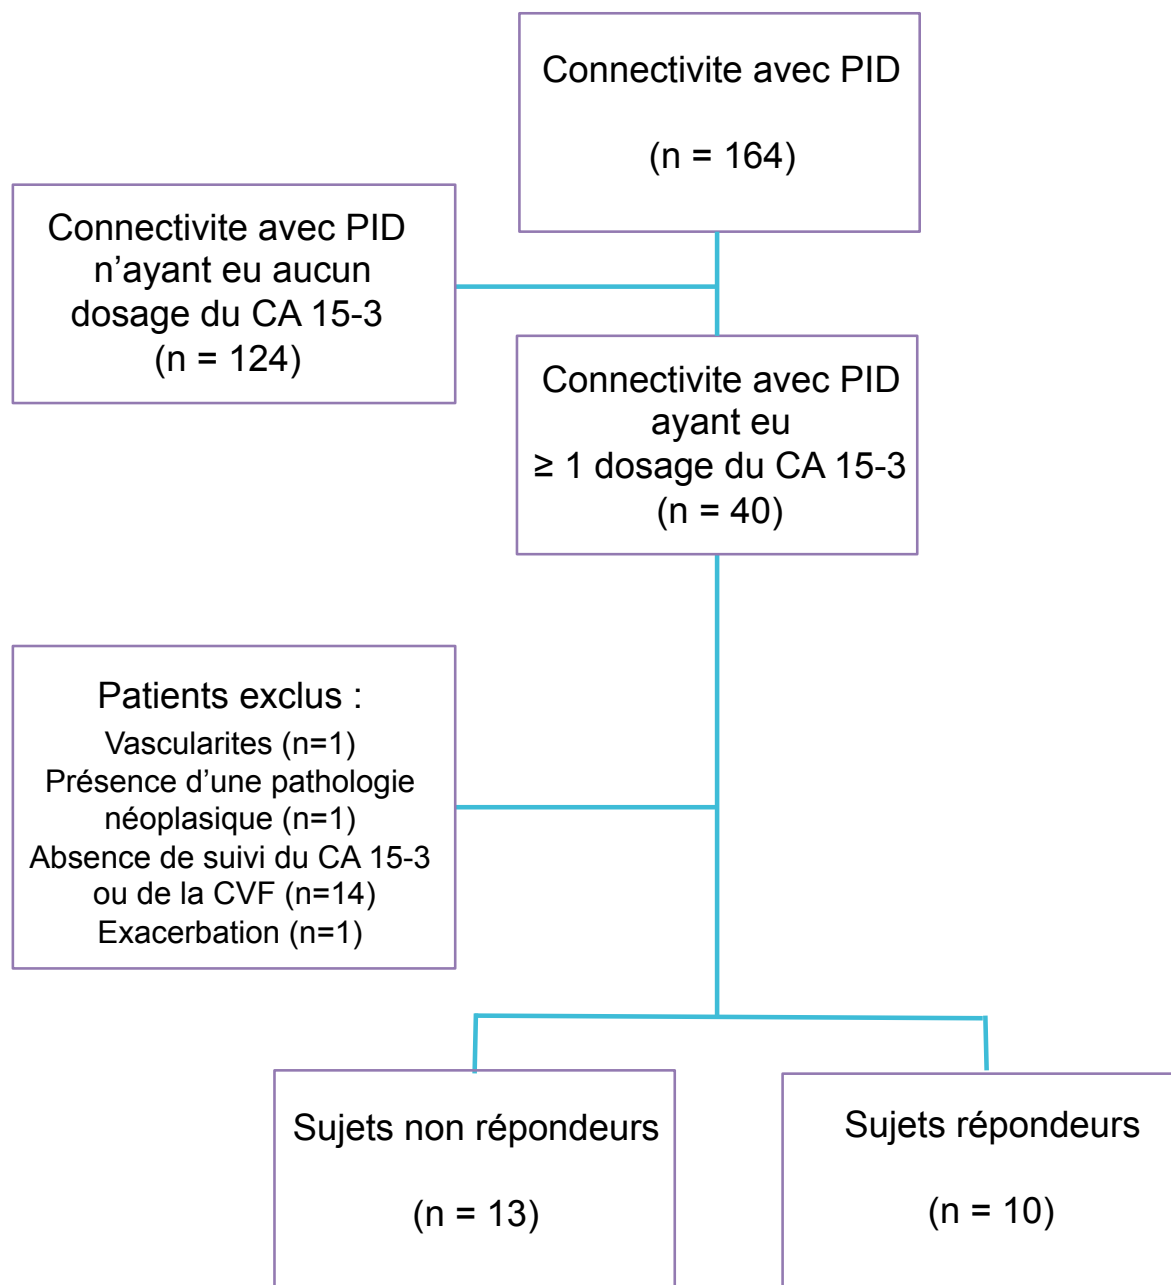 Connectivite avec PID
(n = 164)
Connectivite avec PID
n’ayant eu aucun
dosage du CA 15-3
(n = 124)
Connectivite avec PID
ayant eu
≥ 1 dosage du CA 15-3
(n = 40)
Patients exclus :
Vascularites (n=1)
Présence d’une pathologie
néoplasique (n=1)
Absence de suivi du CA 15-3
ou de la CVF (n=14)
Exacerbation (n=1)
Sujets non répondeurs
(n = 13)
Sujets répondeurs
(n = 10)